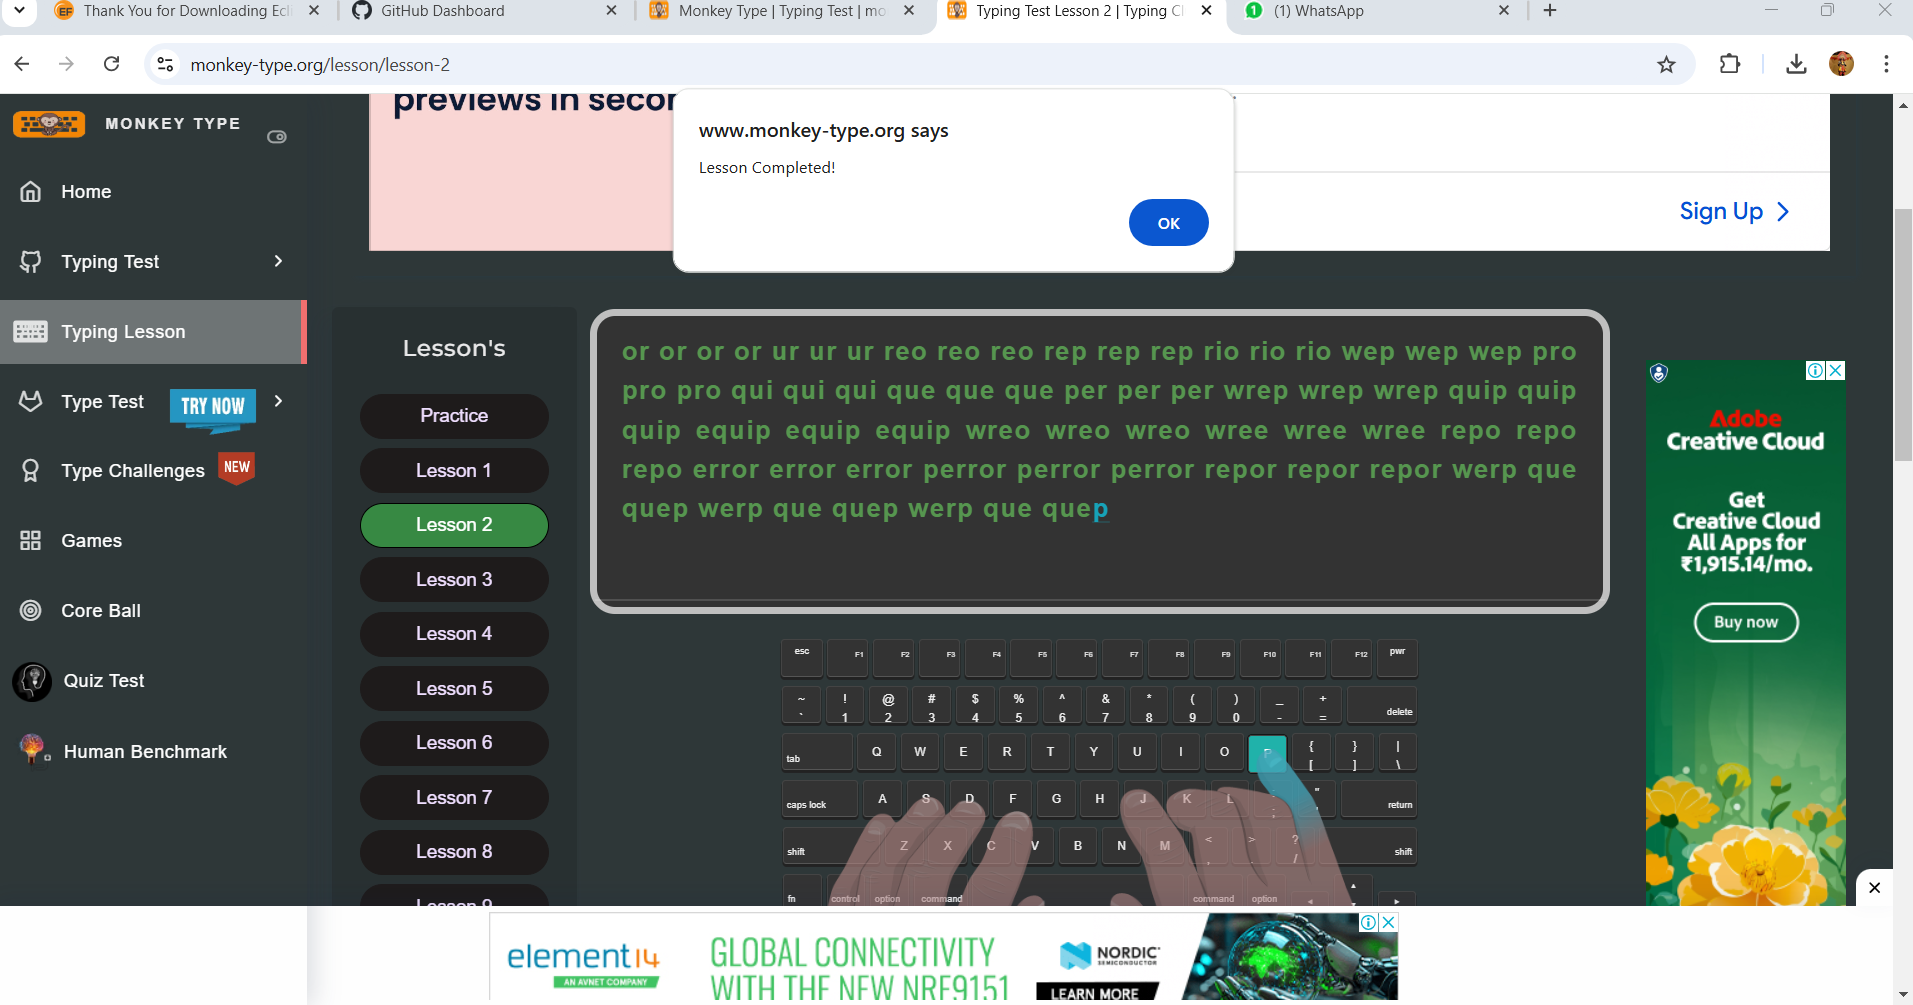 Thank You for Downloading Ecli
GitHub Dashboard
Monkey Type | Typing Test | mo
Typing Test Lesson 2 | Typing C
(1) WhatsApp
monkey-type.org/lesson/lesson-2
MONKEY TYPE
previews in secon
www.monkey-type.org says
Lesson Completed!
OK
Sign Up
Home
Typing Test
Typing Lesson
Type Test
TRY NOW
Type Challenges
NEW
Games
Core Ball
Quiz Test
Human Benchmark
Lesson's
Practice
Lesson 1
Lesson 2
Lesson 3
Lesson 4
Lesson 5
Lesson 6
Lesson 7
Lesson 8
Lesson 9
or or or or ur ur ur reo reo reo rep rep rep rio rio rio wep wep wep pro
pro pro qui qui qui que que que per per per wrep wrep wrep quip quip
quip equip equip equip wreo wreo wreo wree wree wree repo repo
repo error error error perror perror perror repor repor repor werp que
quep werp que quep werp que quep
esc F1 F2 F3 F4 F5 F6 F7 F8 F9 F10 F11 F12 pwr
~ ! @ # $ % ^ & * ( ) _ +
` 1 2 3 4 5 6 7 8 9 0 - = delete
tab Q W E R T Y U I O P { } |
[ ] \
caps lock A S D F G H J K L : " return
; '
shift Z X C V B N M < > ? shift
, . /
fn control option command command option
Adobe
Creative Cloud
Get
Creative Cloud
All Apps for
₹1,915.14/mo.
Buy now
element14
AN AVNET COMPANY
GLOBAL CONNECTIVITY
WITH THE NEW NRF9151
NORDIC
SEMICONDUCTOR
LEARN MORE